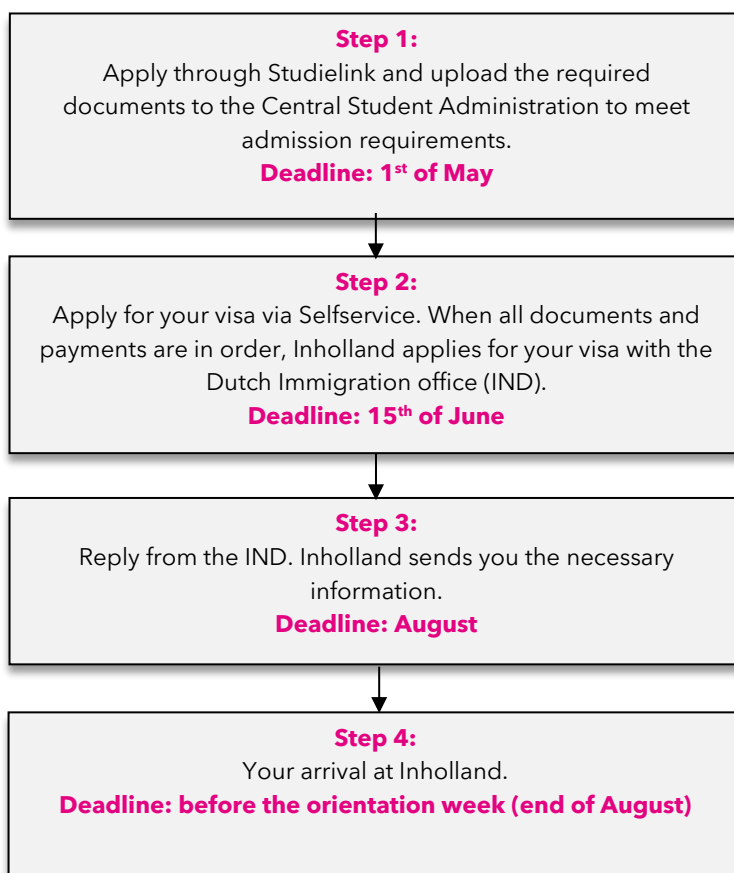 Step 1:
Apply through Studielink and upload the required
documents to the Central Student Administration to meet
admission requirements.
Deadline: 1st of May
Step 2:
Apply for your visa via Selfservice. When all documents and
payments are in order, Inholland applies for your visa with the
Dutch Immigration office (IND).
Deadline: 15th of June
Step 3:
Reply from the IND. Inholland sends you the necessary
information.
Deadline: August
Step 4:
Your arrival at Inholland.
Deadline: before the orientation week (end of August)